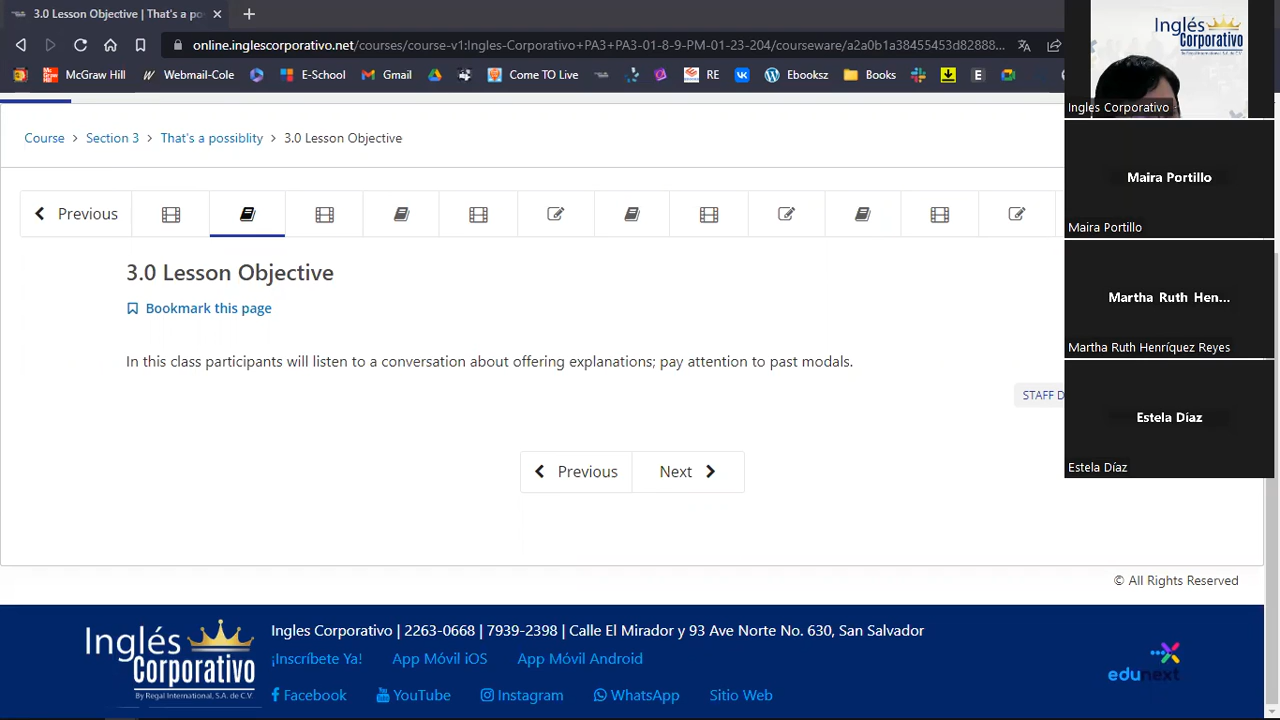 3.0 Lesson Objective | That's a po
online.inglescorporativo.net/courses/course-v1:Ingles-Corporativo+PA3+PA3-01-8-9-PM-01-23-204/courseware/a2a0b1a38455453d82888...
McGraw Hill
Webmail-Cole
E-School
Gmail
Come TO Live
RE
Ebooksz
Books
Course > Section 3 > That's a possiblity > 3.0 Lesson Objective
Previous
3.0 Lesson Objective
Bookmark this page
In this class participants will listen to a conversation about offering explanations; pay attention to past modals.
STAFF D
Previous
Next
© All Rights Reserved
Inglés
Corporativo
By Regal International, S.A. de C.V.
Ingles Corporativo | 2263-0668 | 7939-2398 | Calle El Mirador y 93 Ave Norte No. 630, San Salvador
¡Inscríbete Ya!
App Móvil iOS
App Móvil Android
Facebook
YouTube
Instagram
WhatsApp
Sitio Web
edunext
Inglés
Corporativo
Ingles Corporativo
Maira Portillo
Maira Portillo
Martha Ruth Hen...
Martha Ruth Henríquez Reyes
Estela Díaz
Estela Díaz